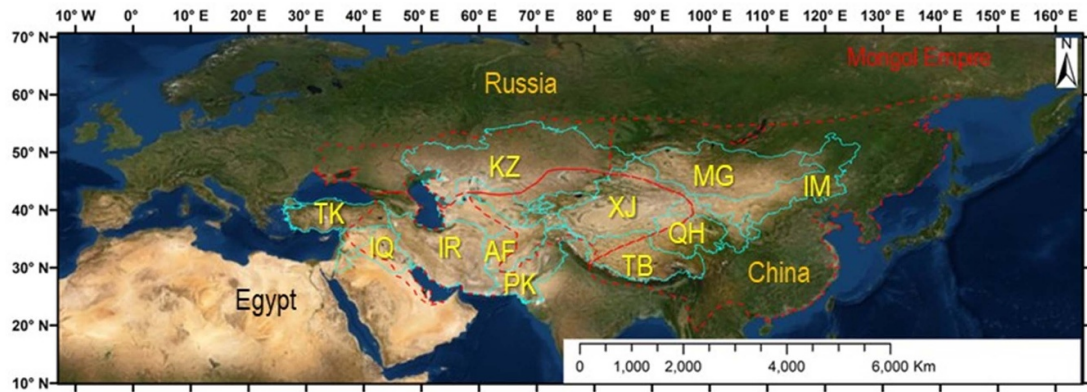 10° W 0° 10° E 20° E 30° E 40° E 50° E 60° E 70° E 80° E 90° E 100° E 110° E 120° E 130° E 140° E 150° E 160° E
70° N
N
Mongol Empire
Russia
60° N
50° N
KZ MG IM
40° N
TK XJ
IQ IR AF QH
30° N
PK TB China
Egypt
20° N
0 1,000 2,000 4,000 6,000 Km
10° N